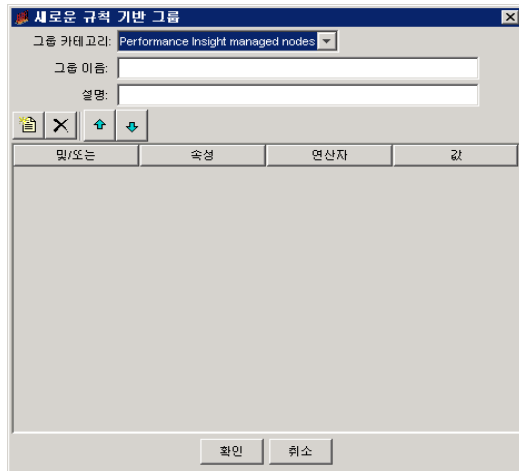 새로운 규칙 기반 그룹
그룹 카테고리: Performance Insight managed nodes
그룹 이름:
설명:
및/또는 속성 연산자 값
확인 취소